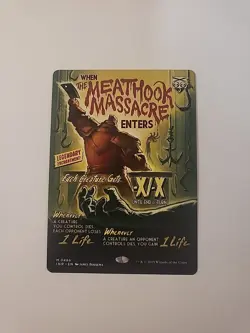 WHEN
THE MEATHOOK
MASSACRE
ENTERS
LEGENDARY
ENCHANTMENT
Each Creature Gets
-X/-X
UNTIL END OF TURN
Whenever
A CREATURE
YOU CONTROL DIES,
EACH OPPONENT LOSES
1 Life
Whenever
A CREATURE AN OPPONENT
CONTROLS DIES, YOU GAIN
1 Life